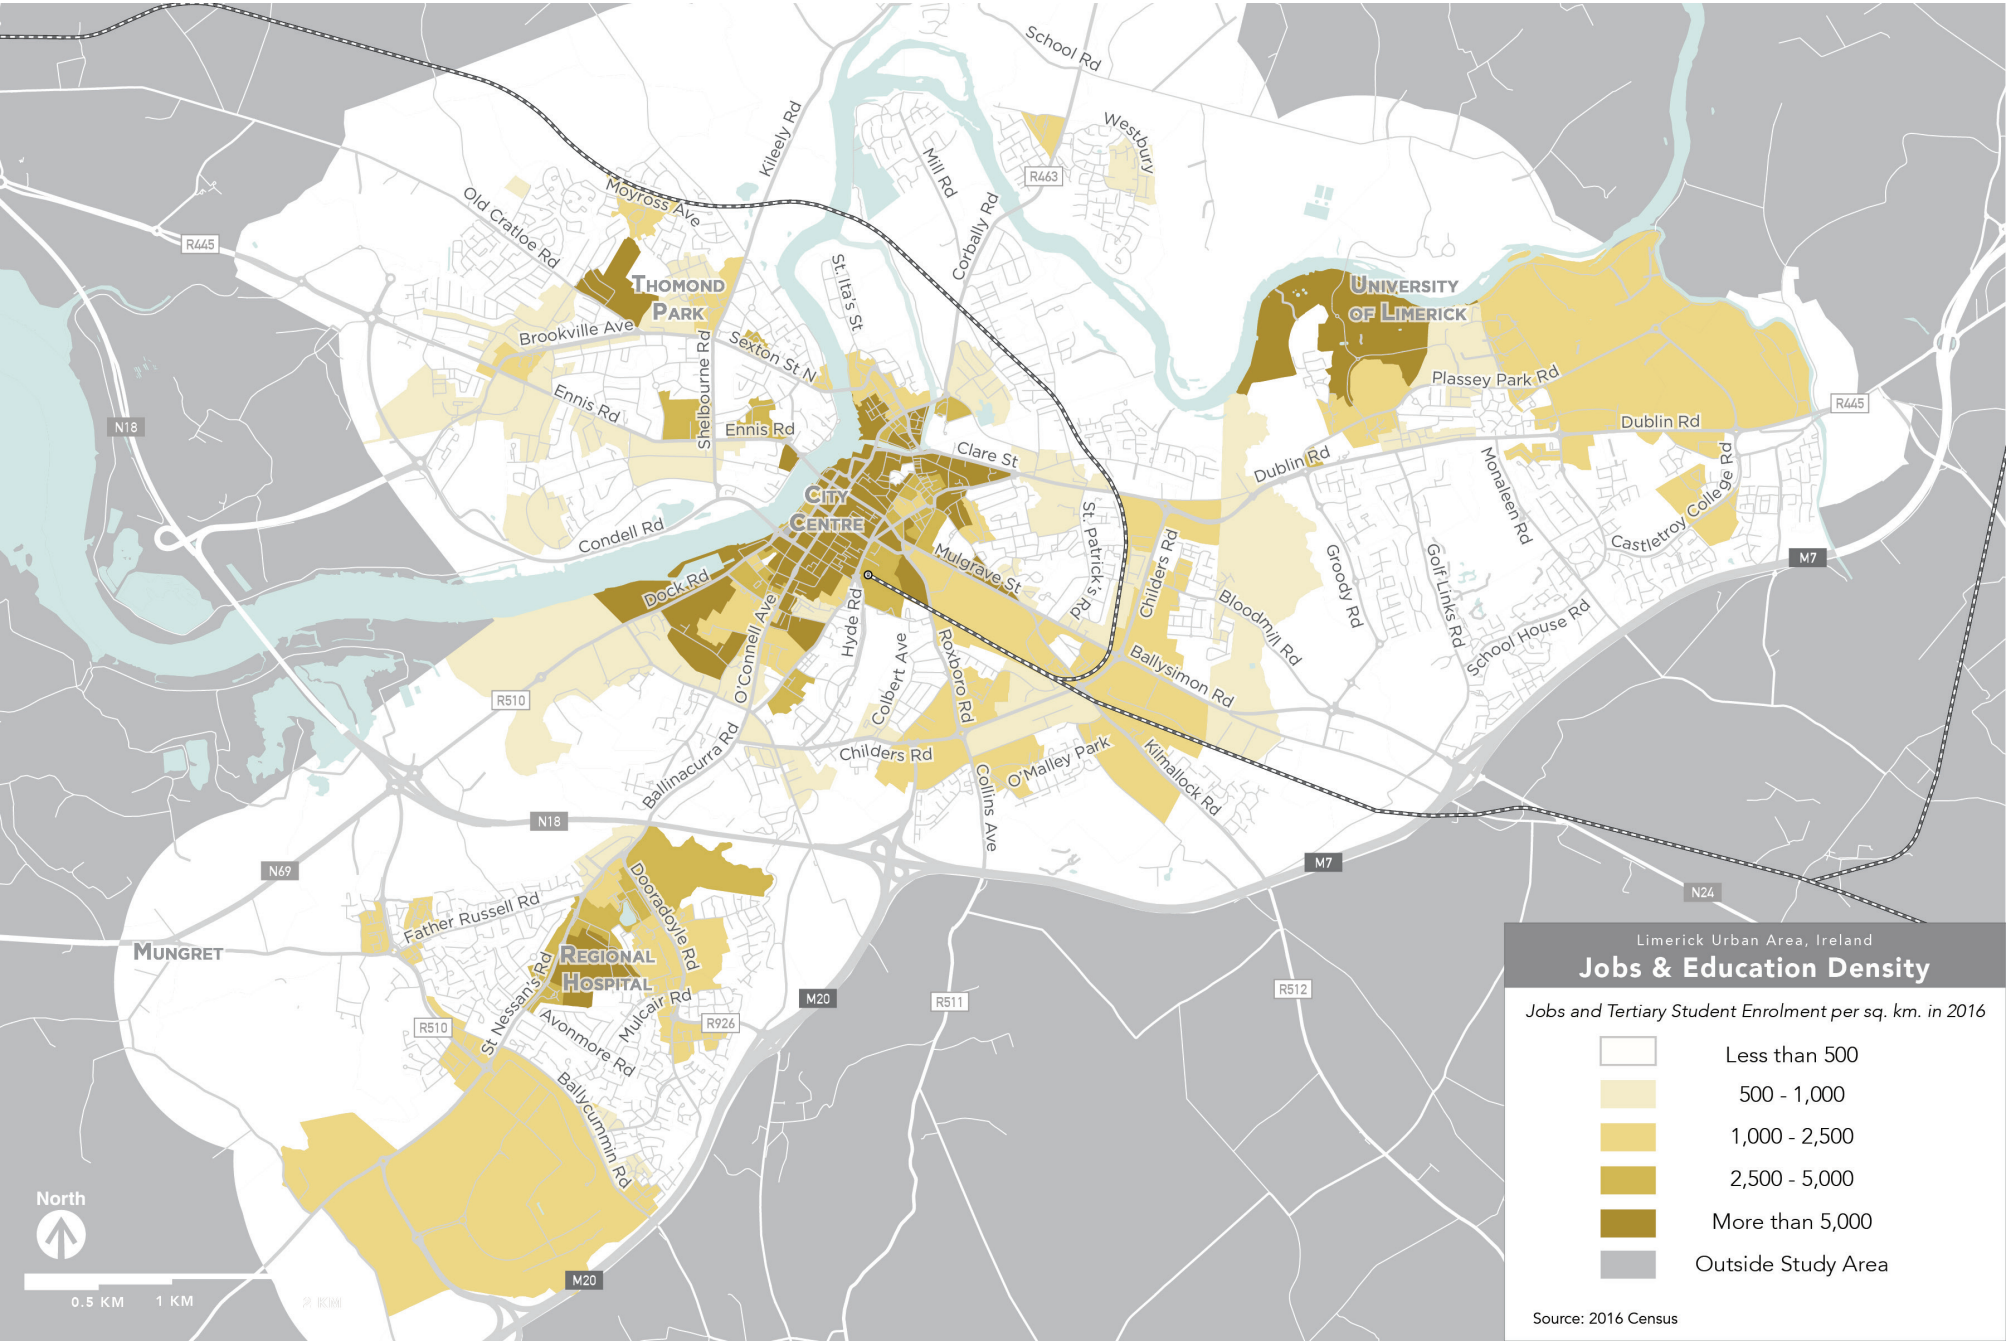 School Rd
Kileely Rd
Westbury
Mill Rd
R463
Moyross Ave
Old Cratloe Rd
Corbally Rd
R445
St. Ita's St
THOMOND
PARK
UNIVERSITY
OF LIMERICK
Brookville Ave
Sexton St N
Shelbourne Rd
Plassey Park Rd
Ennis Rd
R445
N18
Ennis Rd
Dublin Rd
Clare St
Dublin Rd
Monaleen Rd
Castletroy College Rd
CITY
CENTRE
Condell Rd
St. Patrick's Rd
Childers Rd
Mulgrave St
Groody Rd
Golf Links Rd
M7
Dock Rd
O'Connell Ave
Hyde Rd
Bloodmill Rd
School House Rd
Colbert Ave
Roxboro Rd
Ballysimon Rd
R510
Ballinacurra Rd
Childers Rd
O'Malley Park
Kilmallock Rd
Collins Ave
N18
N69
M7
N24
Dooradoyle Rd
Father Russell Rd
MUNGRET
REGIONAL
HOSPITAL
St Nessan's Rd
Mulcair Rd
M20
R511
R512
R510
R926
Avonmore Rd
Ballycummin Rd
M20
North
0.5 KM
1 KM
2 KM
Limerick Urban Area, Ireland
Jobs & Education Density
Jobs and Tertiary Student Enrolment per sq. km. in 2016
Less than 500
500 - 1,000
1,000 - 2,500
2,500 - 5,000
More than 5,000
Outside Study Area
Source: 2016 Census